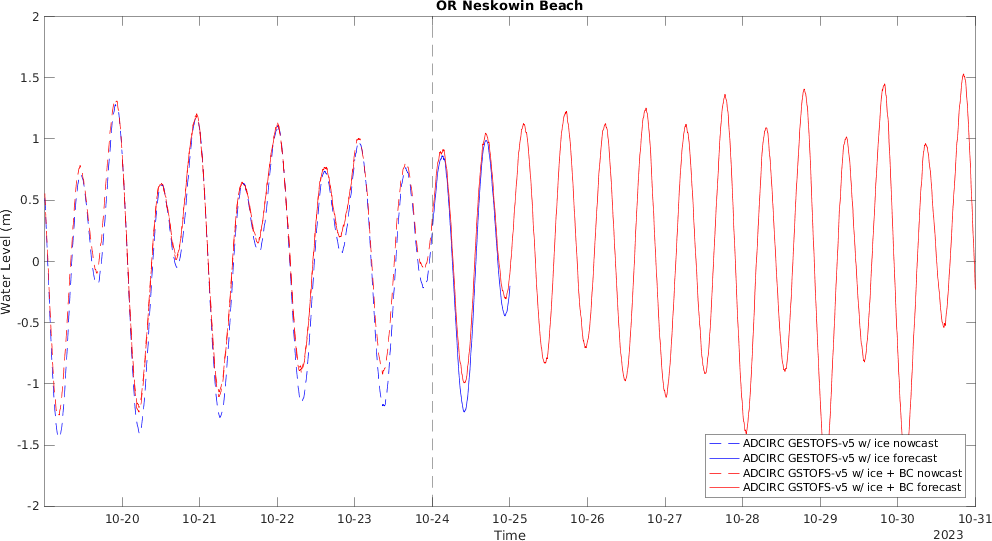 OR Neskowin Beach
2
1.5
1
0.5
0
-0.5
-1
-1.5
-2
Water Level (m)
ADCIRC GESTOFS-v5 w/ ice nowcast
ADCIRC GESTOFS-v5 w/ ice forecast
ADCIRC GSTOFS-v5 w/ ice + BC nowcast
ADCIRC GSTOFS-v5 w/ ice + BC forecast
10-20 10-21 10-22 10-23 10-24 10-25 10-26 10-27 10-28 10-29 10-30 10-31
Time
2023